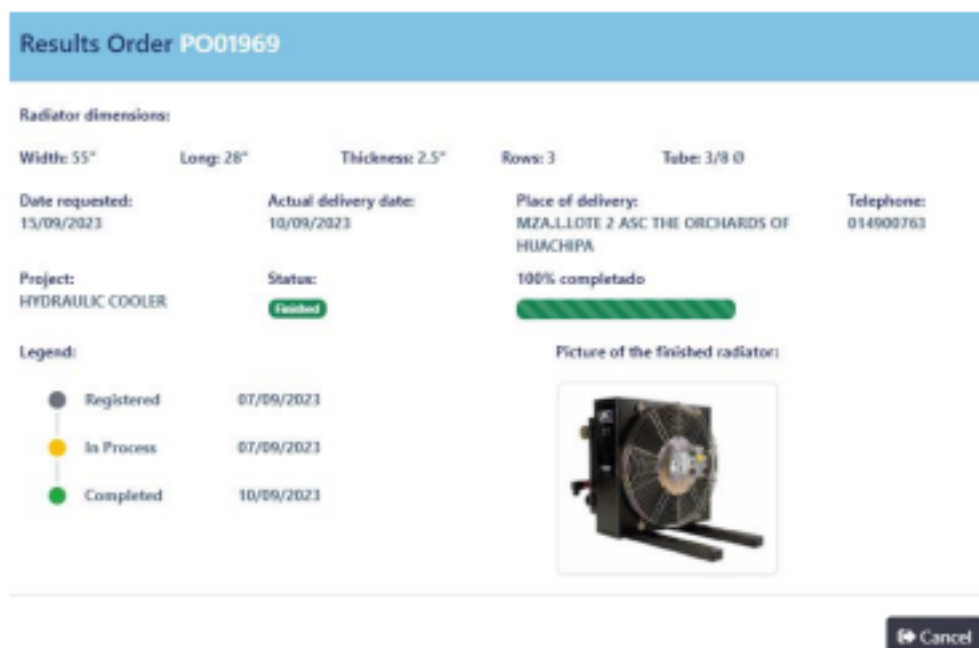 Results Order PO01969
Radiator dimensions:
Width: 55" Long: 28" Thickness: 2.5" Rows: 3 Tube: 3/8 Ø
Date requested: Actual delivery date: Place of delivery: Telephone:
15/09/2023 10/09/2023 MZA.L.LOTE 2 ASC THE ORCHARDS OF 014900763
HUACHIPA
Project: Status: 100% completado
HYDRAULIC COOLER Finished
Legend: Picture of the finished radiator:
Registered 07/09/2023
In Process 07/09/2023
Completed 10/09/2023
Cancel